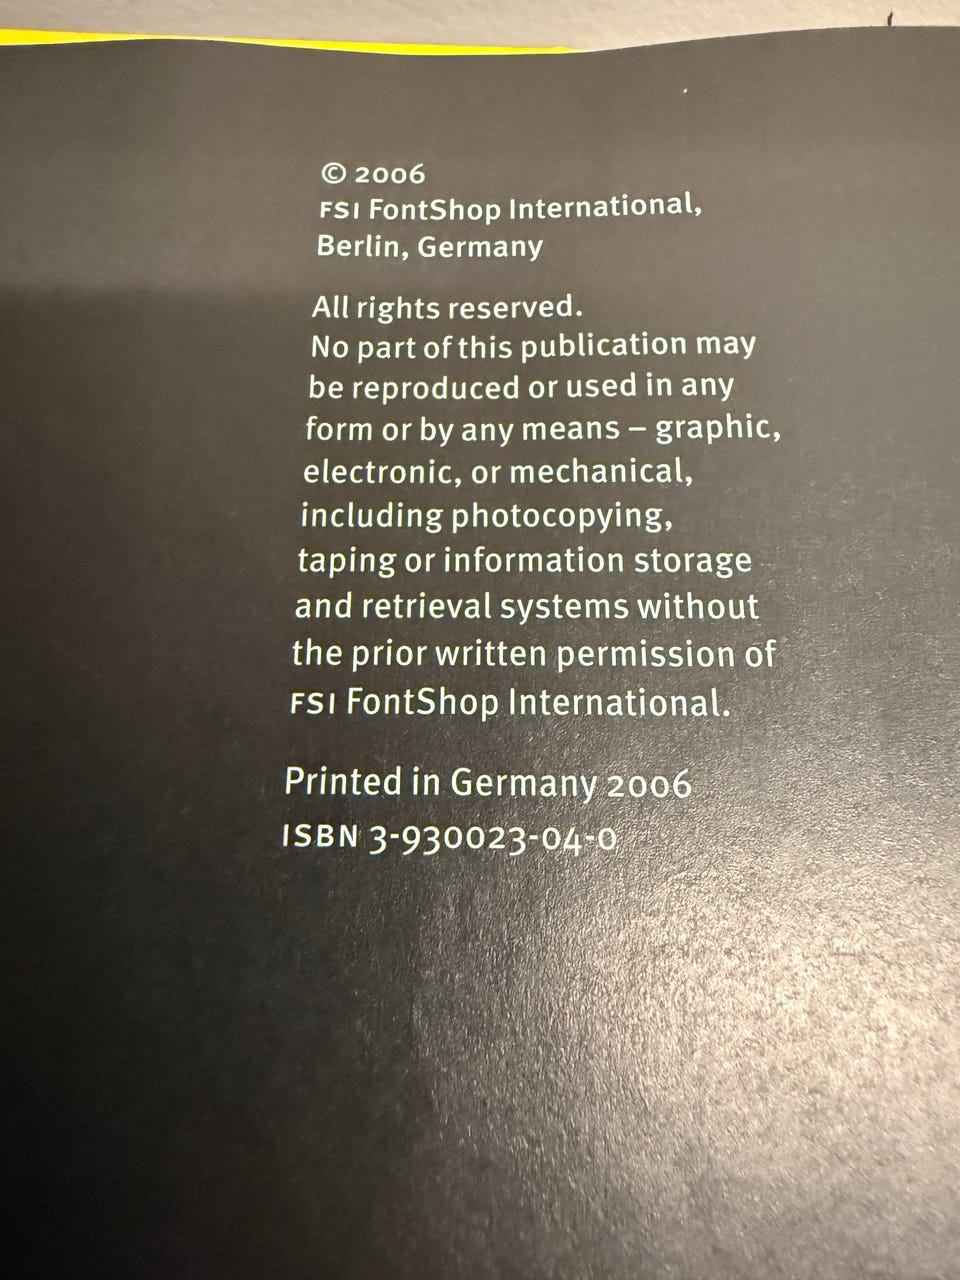 © 2006
FSI FontShop International,
Berlin, Germany
All rights reserved.
No part of this publication may
be reproduced or used in any
form or by any means – graphic,
electronic, or mechanical,
including photocopying,
taping or information storage
and retrieval systems without
the prior written permission of
FSI FontShop International.
Printed in Germany 2006
ISBN 3-930023-04-0